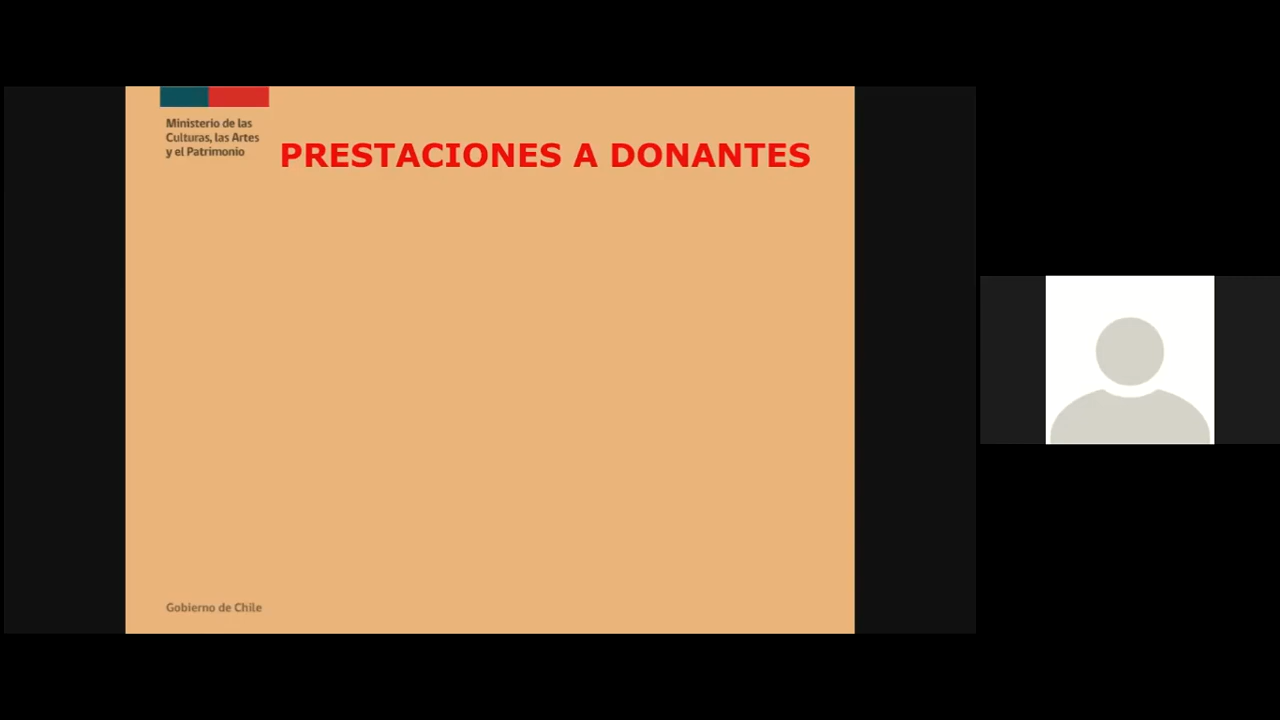 Ministerio de las
Culturas, las Artes
y el Patrimonio
PRESTACIONES A DONANTES
Gobierno de Chile